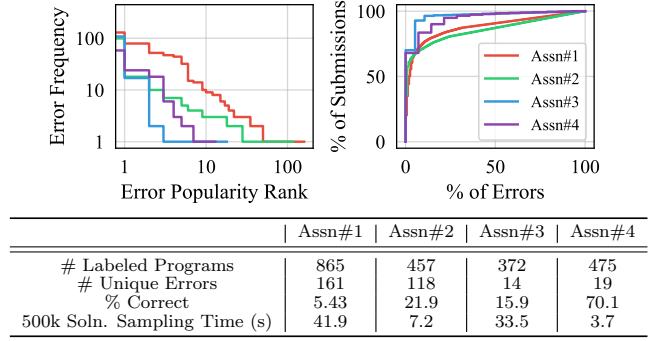 Error Frequency
100
10
1
1
10
100
Error Popularity Rank
% of Submissions
100
50
0
0
50
100
% of Errors
Assn#1
Assn#2
Assn#3
Assn#4
Assn#1 Assn#2 Assn#3 Assn#4
# Labeled Programs 865 457 372 475
# Unique Errors 161 118 14 19
% Correct 5.43 21.9 15.9 70.1
500k Soln. Sampling Time (s) 41.9 7.2 33.5 3.7